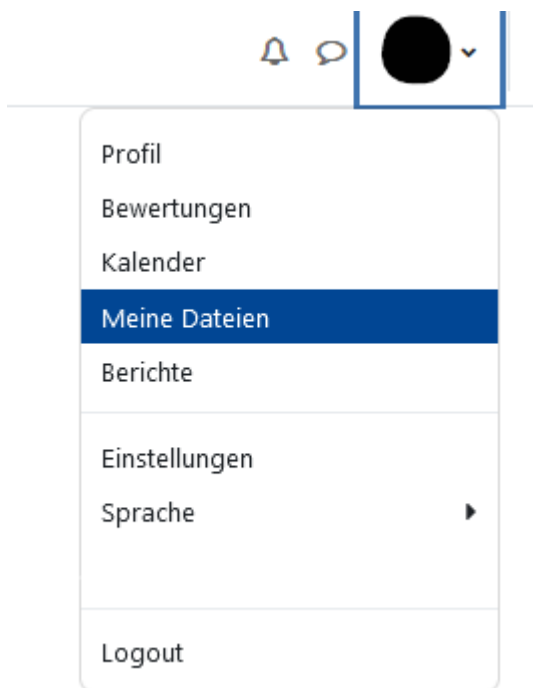 Profil
Bewertungen
Kalender
Meine Dateien
Berichte
Einstellungen
Sprache
Logout